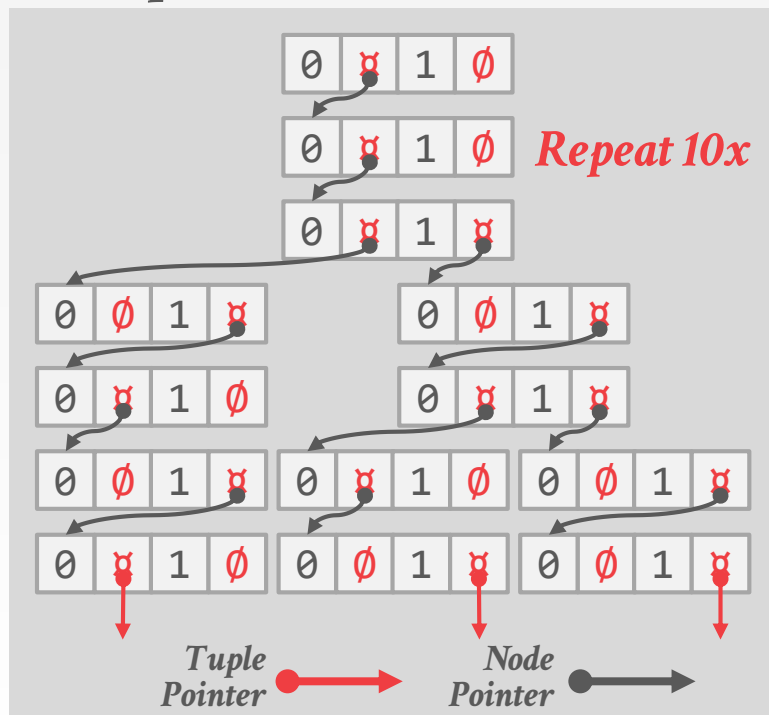 0 ¤ 1 Ø
0 ¤ 1 Ø
Repeat 10x
0 ¤ 1 ¤
0 Ø 1 ¤
0 Ø 1 ¤
0 ¤ 1 Ø
0 ¤ 1 ¤
0 Ø 1 ¤
0 ¤ 1 Ø
0 Ø 1 ¤
0 ¤ 1 Ø
0 Ø 1 ¤
0 Ø 1 ¤
Tuple
Pointer
Node
Pointer